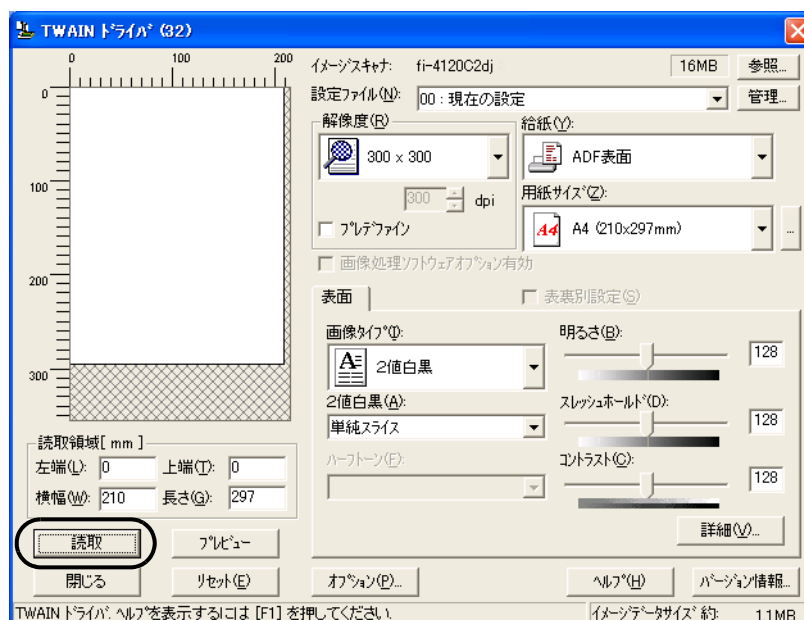 TWAIN ﾄﾞﾗｲﾊﾞ (32)
0 100 200
0
100
200
300
ｲﾒｰｼﾞｽｷｬﾅ: fi-4120C2dj 16MB 参照...
設定ﾌｧｲﾙ(N): 00 : 現在の設定 管理...
解像度(R)
300 × 300
300 dpi
ﾌﾟﾚﾃﾞﾌｧｲﾝ
給紙(Y):
ADF表面
用紙ｻｲｽﾞ(Z):
A4 A4 (210x297mm) ...
画像処理ｿﾌﾄｳｪｱｵﾌﾟｼｮﾝ有効
表面
表裏別設定(S)
画像ﾀｲﾌﾟ(I):
A 2値白黒
2値白黒(A):
単純ｽﾗｲｽ
ﾊｰﾌﾄｰﾝ(F):
明るさ(B):
128
ｽﾚｯｼｭﾎｰﾙﾄﾞ(D):
128
ｺﾝﾄﾗｽﾄ(C):
128
詳細(V)...
読取領域[ mm ]
左端(L): 0 上端(T): 0
横幅(W): 210 長さ(G): 297
読取 ﾌﾟﾚﾋﾞｭｰ
閉じる ﾘｾｯﾄ(E) ｵﾌﾟｼｮﾝ(P)... ﾍﾙﾌﾟ(H) ﾊﾞｰｼﾞｮﾝ情報...
TWAIN ﾄﾞﾗｲﾊﾞ. ﾍﾙﾌﾟを表示するには [F1] を押してください. ｲﾒｰｼﾞﾃﾞｰﾀｻｲｽﾞ 約: 1.1MB